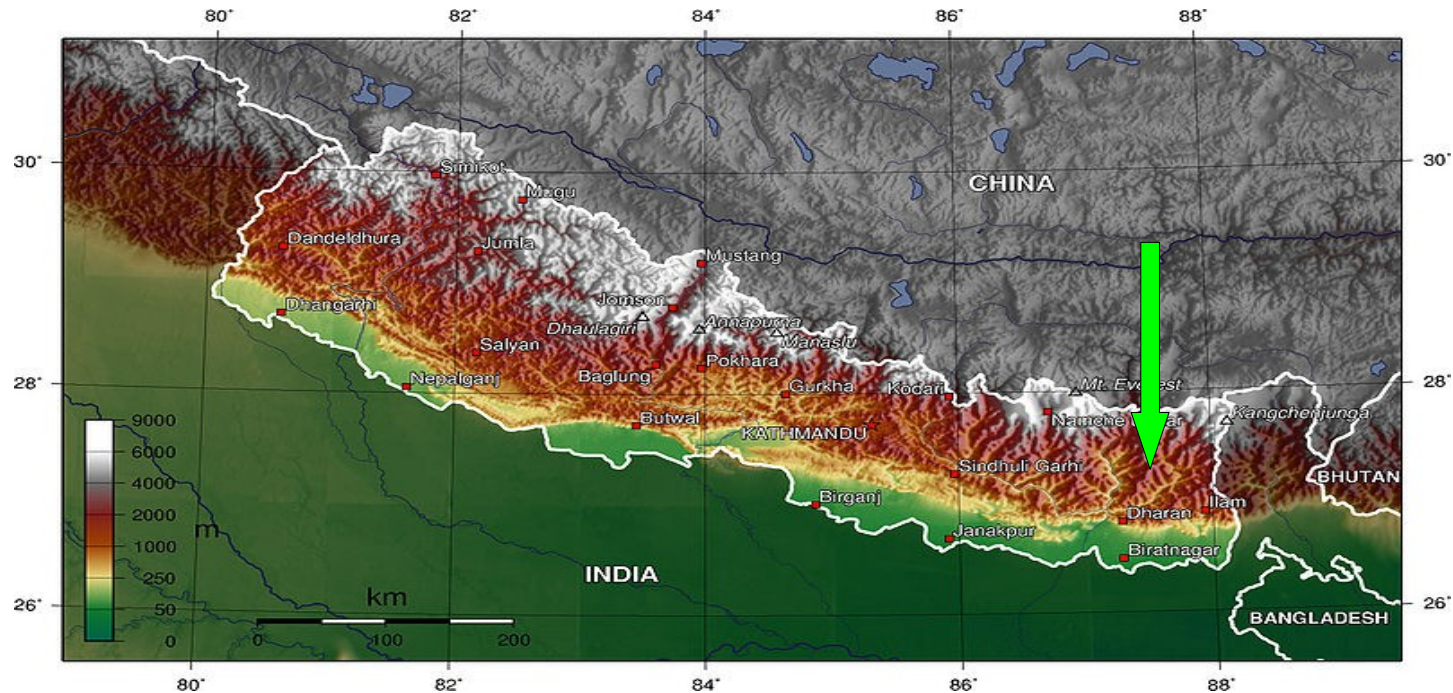 80° 82° 84° 86° 88°
30° 30°
CHINA
Simikot
Mugu
Dandeldhura
Jumla
Mustang
Jomsom
Dhangarhi
Dhaulagiri
Annapurna
Manaslu
Salyan
Pokhara
Baglung
28° 28°
Nepalganj
Gurkha
Kodari
Mt. Everest
Namche
Kangchenjunga
Butwal
KATHMANDU
Sindhuli Garhi
BHUTAN
Birganj
Dharan
Ilam
Janakpur
Biratnagar
INDIA
9000
6000
4000
2000
1000
250
50
0
m
km
0 100 200
26° 26°
BANGLADESH
80° 82° 84° 86° 88°